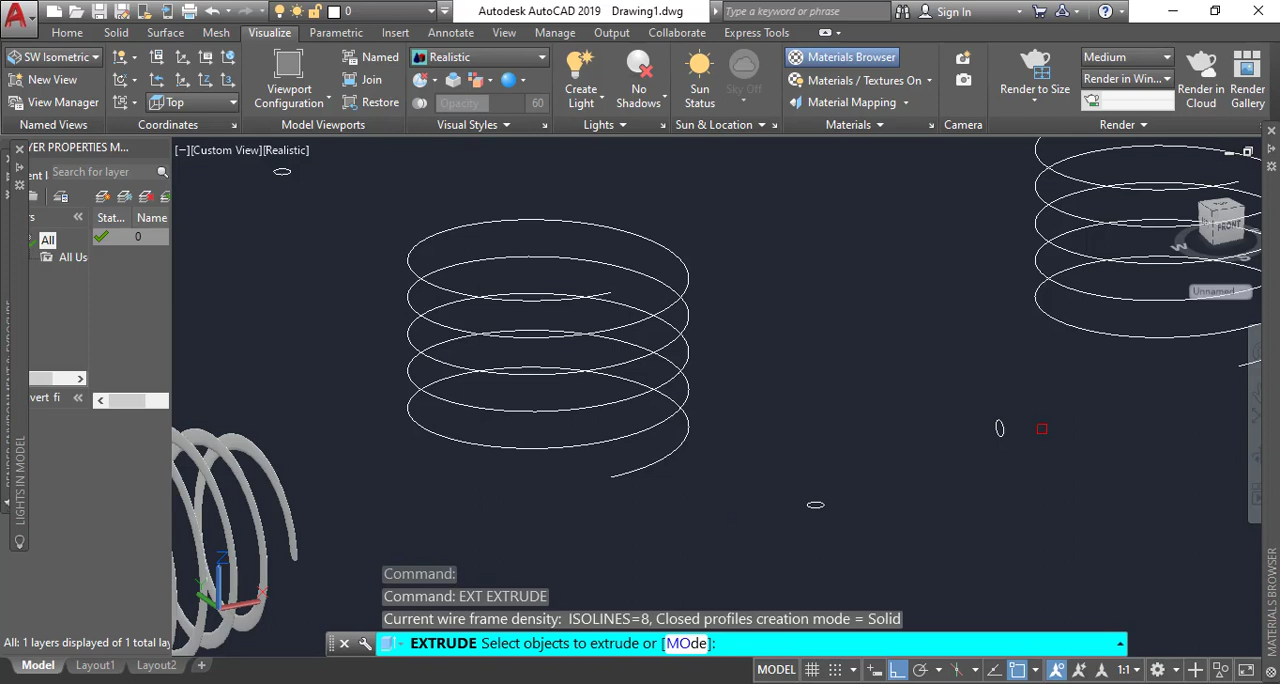 Autodesk AutoCAD 2019 Drawing1.dwg
0
Type a keyword or phrase
Sign In
Home Solid Surface Mesh Visualize Parametric Insert Annotate View Manage Output Collaborate Express Tools
SW Isometric
New View
View Manager
Named Views
Top
Coordinates
Viewport
Configuration
Named
Join
Restore
Model Viewports
Realistic
Opacity 60
Visual Styles
Create
Light
No
Shadows
Lights
Sun
Status
Sky Off
Sun & Location
Materials Browser
Materials / Textures On
Material Mapping
Materials
Camera
Render to Size
Medium
Render in Win...
Render in
Cloud
Render
Gallery
Render
YER PROPERTIES M...
ent l Search for layer
rs
Stat... Name
All
0
All Us
vert fi
All: 1 layers displayed of 1 total lay
LIGHTS IN MODEL
[−][Custom View][Realistic]
FRONT
W
S
Unnamed
Z
X
MATERIALS BROWSER
Command:
Command: EXT EXTRUDE
Current wire frame density: ISOLINES=8, Closed profiles creation mode = Solid
EXTRUDE Select objects to extrude or [MOde]:
Model Layout1 Layout2 +
MODEL
1:1